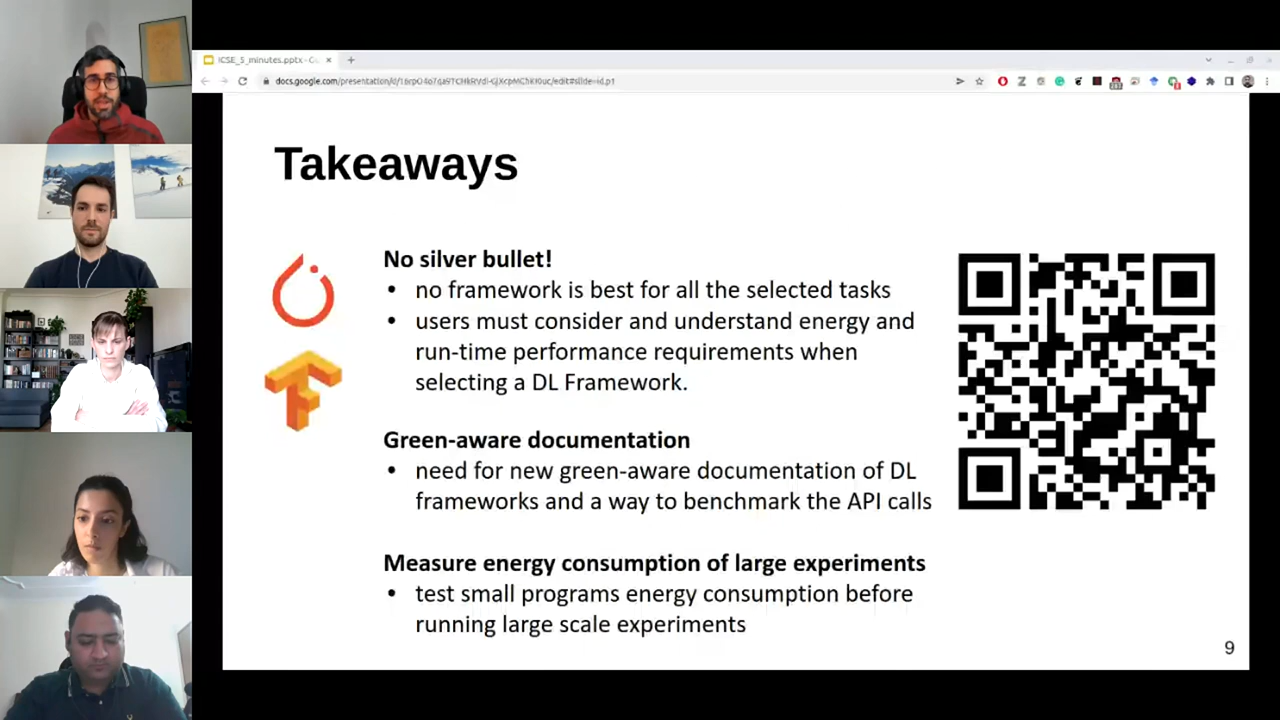 ICSE_5_minutes.pptx - G
Takeaways
No silver bullet!
• no framework is best for all the selected tasks
• users must consider and understand energy and
run-time performance requirements when
selecting a DL Framework.
Green-aware documentation
• need for new green-aware documentation of DL
frameworks and a way to benchmark the API calls
Measure energy consumption of large experiments
• test small programs energy consumption before
running large scale experiments
9